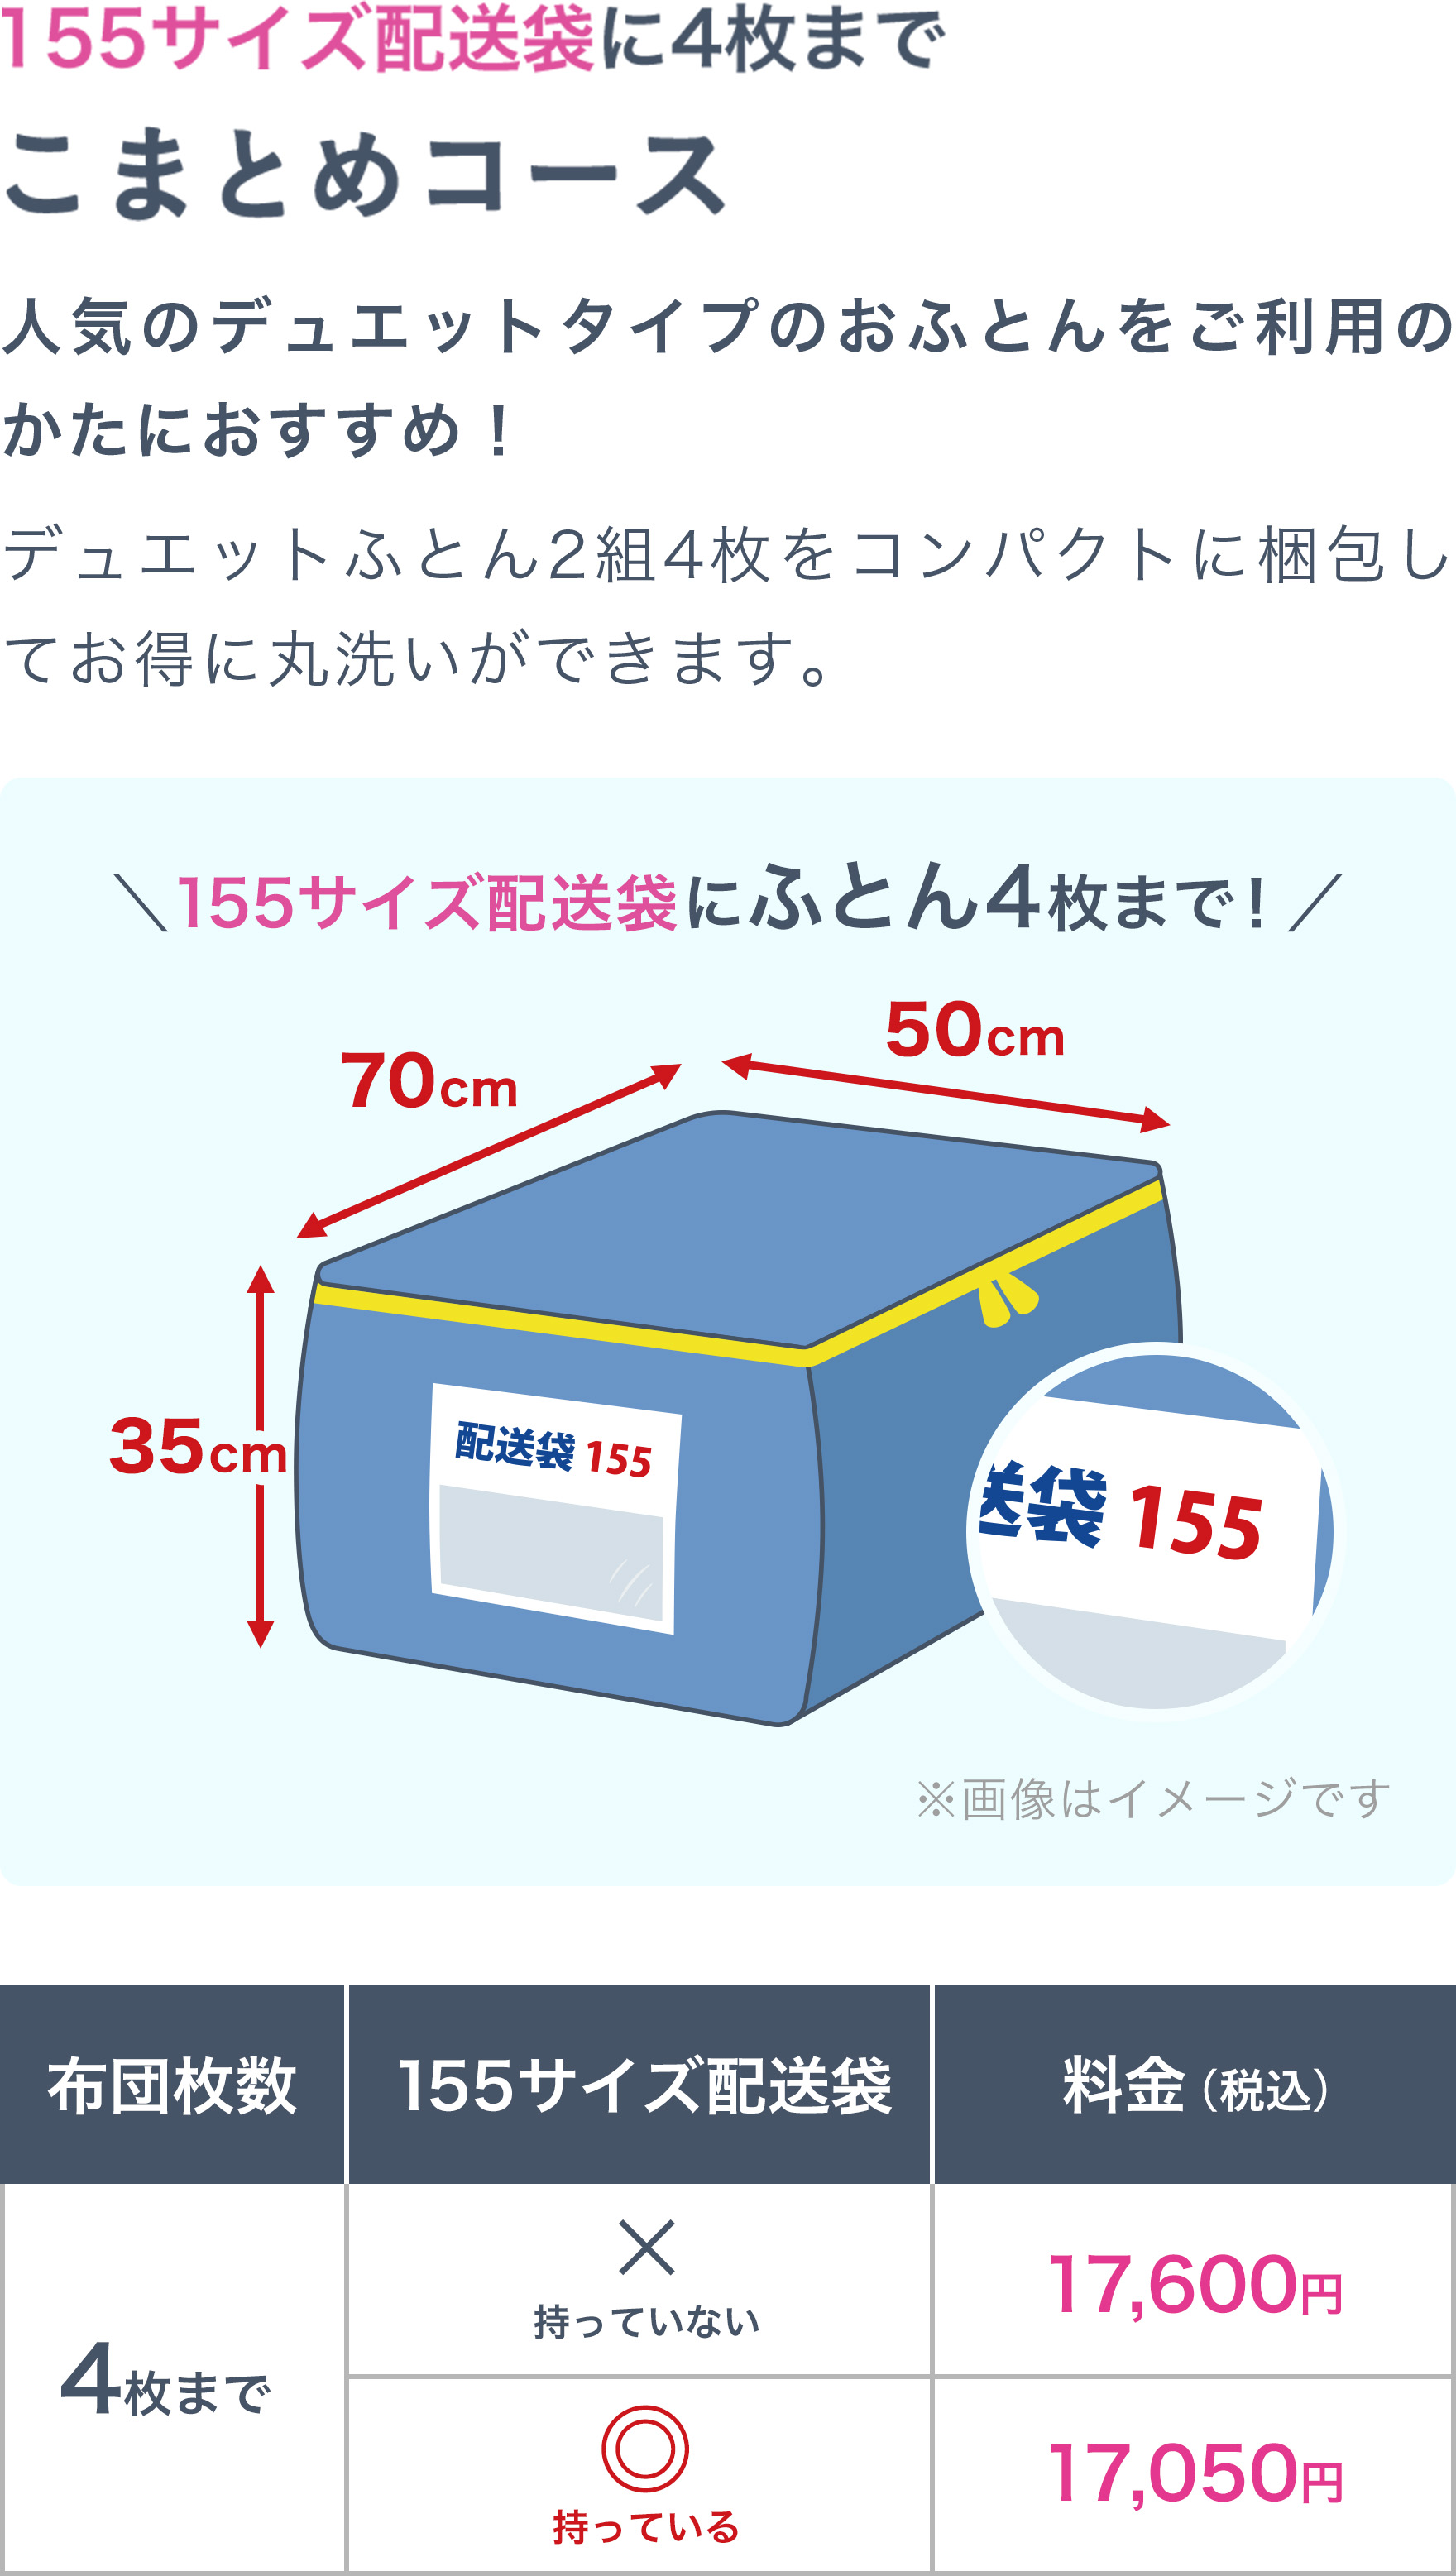 155サイズ配送袋に4枚まで
こまとめコース
人気のデュエットタイプのおふとんをご利用の
かたにおすすめ！
デュエットふとん2組4枚をコンパクトに梱包し
てお得に丸洗いができます。
＼155サイズ配送袋にふとん4枚まで！／
50cm
70cm
35cm
配送袋 155
送袋 155
※画像はイメージです
布団枚数 155サイズ配送袋 料金（税込）
×
持っていない
17,600円
4枚まで
◎
持っている
17,050円